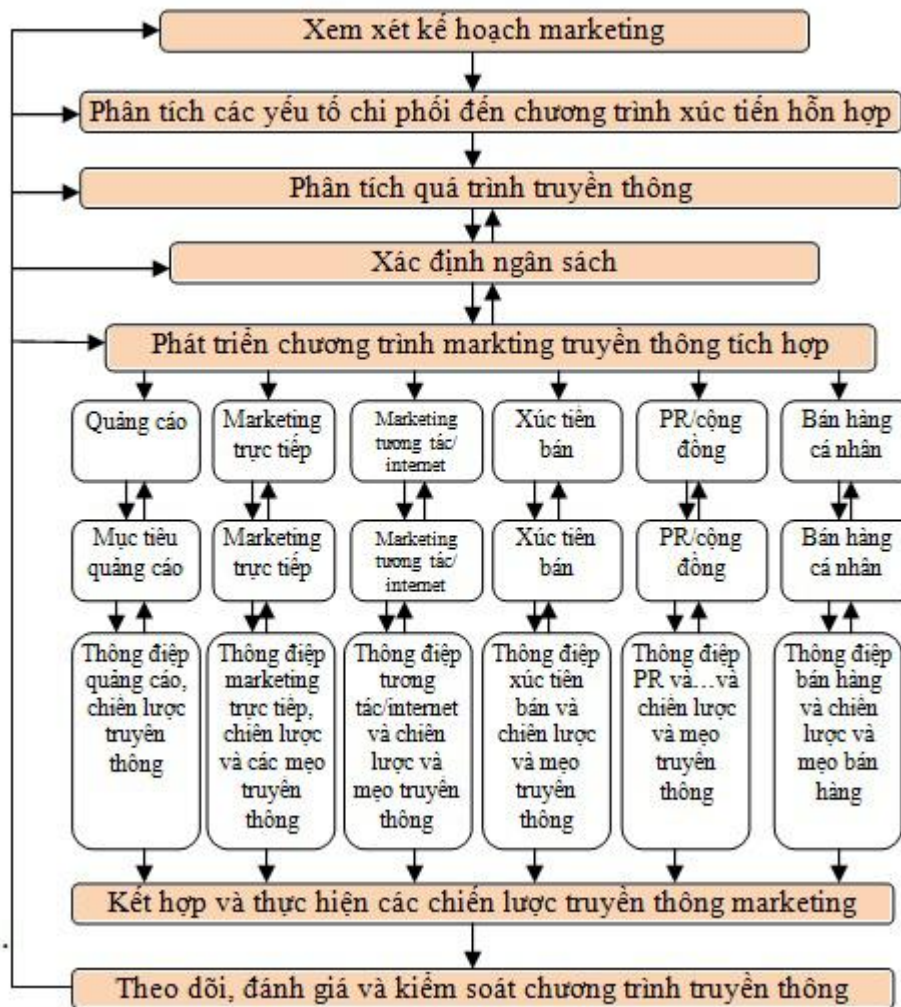 Xem xét kế hoạch marketing
Phân tích các yếu tố chi phối đến chương trình xúc tiến hỗn hợp
Phân tích quá trình truyền thông
Xác định ngân sách
Phát triển chương trình markting truyền thông tích hợp
Quảng cáo
Marketing
trực tiếp
Marketing
tương tác/
internet
Xúc tiên
bán
PR/cộng
đồng
Bán hàng
cá nhân
Mục tiêu
quảng cáo
Marketing
trực tiếp
Marketing
tương tác/
internet
Xúc tiên
bán
PR/cộng
đồng
Bán hàng
cá nhân
Thông điệp
quảng cáo,
chiến lược
truyền
thông
Thông điệp
marketing
trực tiếp,
chiến lược
và các mẹo
truyền
thông
Thông điệp
tương
tác/internet
và chiến
lược và
mẹo truyền
thông
Thông điệp
xúc tiên
bán và
chiến lược
và mẹo
truyền
thông
Thông điệp
PR và...và
chiến lược
và mẹo
truyền
thông
Thông điệp
bán hàng
và chiến
lược và
mẹo bán
hàng
Kết hợp và thực hiện các chiến lược truyền thông marketing
Theo dõi, đánh giá và kiểm soát chương trình truyền thông